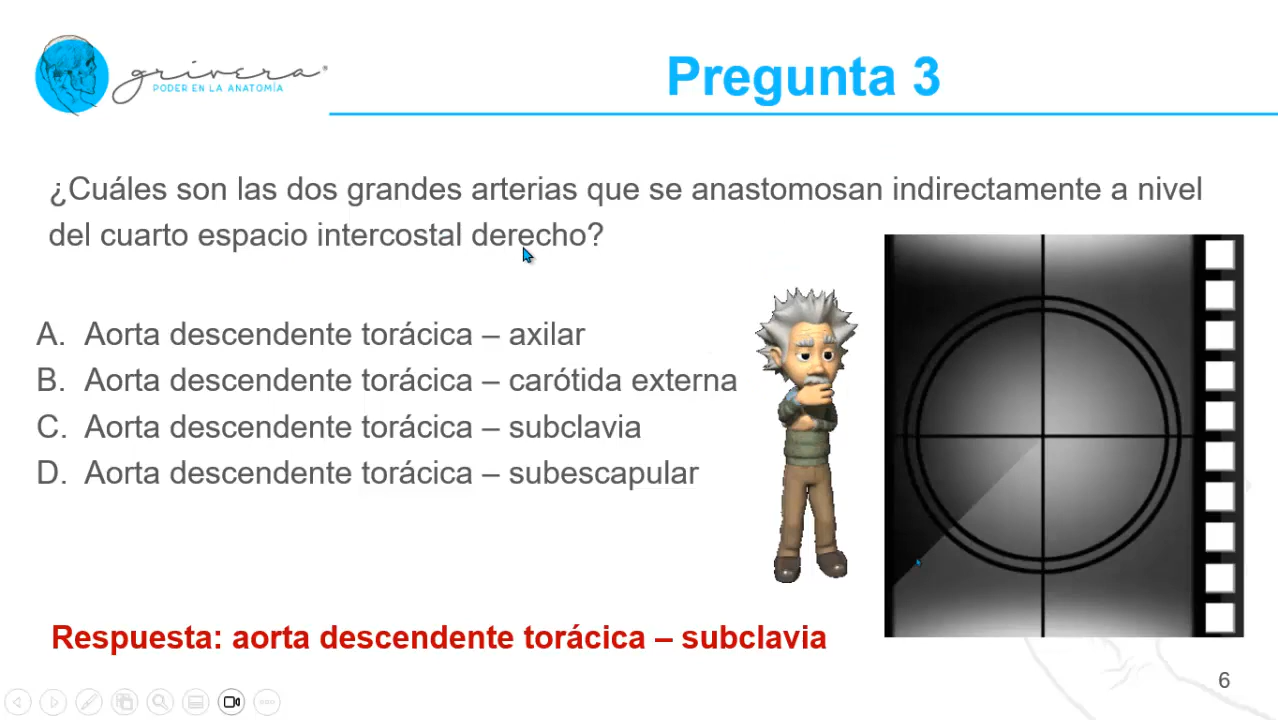 grivera®
PODER EN LA ANATOMÍA
Pregunta 3
¿Cuáles son las dos grandes arterias que se anastomosan indirectamente a nivel
del cuarto espacio intercostal derecho?
A. Aorta descendente torácica – axilar
B. Aorta descendente torácica – carótida externa
C. Aorta descendente torácica – subclavia
D. Aorta descendente torácica – subescapular
Respuesta: aorta descendente torácica – subclavia
6